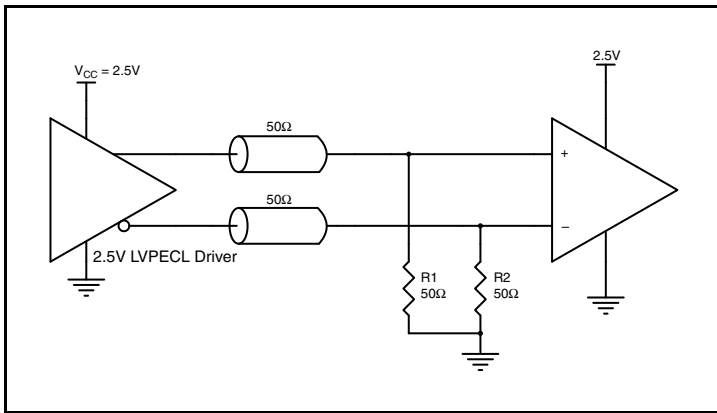 V_CC = 2.5V
2.5V
50Ω
+
50Ω
−
2.5V LVPECL Driver
R1
50Ω
R2
50Ω